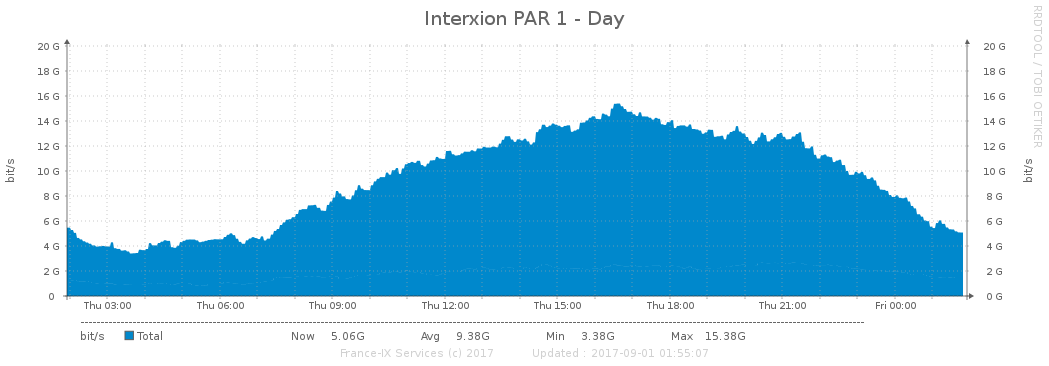 Interxion PAR 1 - Day
RRDTOOL / TOBI OETIKER
20 G 20 G
18 G 18 G
16 G 16 G
14 G 14 G
12 G 12 G
10 G 10 G
8 G 8 G
6 G 6 G
4 G 4 G
2 G 2 G
0 0 G
bit/s
bit/s
Thu 03:00 Thu 06:00 Thu 09:00 Thu 12:00 Thu 15:00 Thu 18:00 Thu 21:00 Fri 00:00
bit/s Total Now 5.06G Avg 9.38G Min 3.38G Max 15.38G
France-IX Services (c) 2017 Updated : 2017-09-01 01:55:07